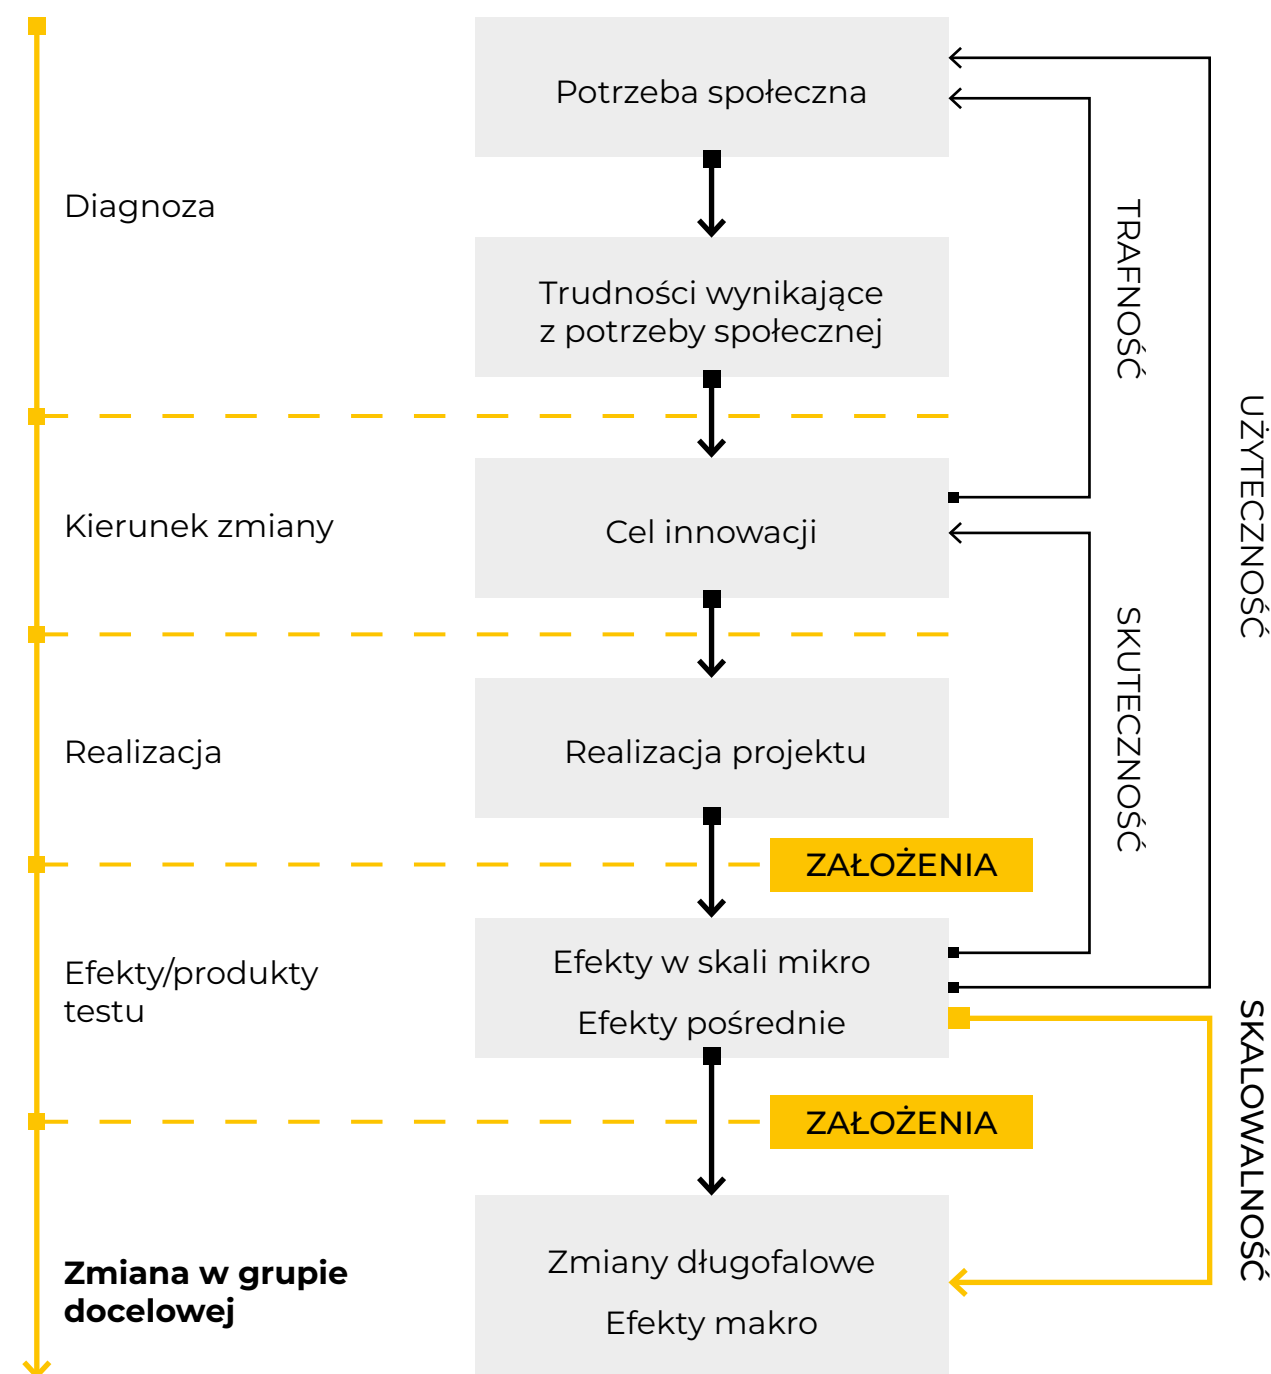 Potrzeba społeczna
Diagnoza
Trudności wynikające
z potrzeby społecznej
TRAFNOŚĆ
UŻYTECZNOŚĆ
Kierunek zmiany
Cel innowacji
SKUTECZNOŚĆ
Realizacja
Realizacja projektu
ZAŁOŻENIA
Efekty/produkty
testu
Efekty w skali mikro
Efekty pośrednie
SKALOWALNOŚĆ
ZAŁOŻENIA
Zmiana w grupie
docelowej
Zmiany długofalowe
Efekty makro